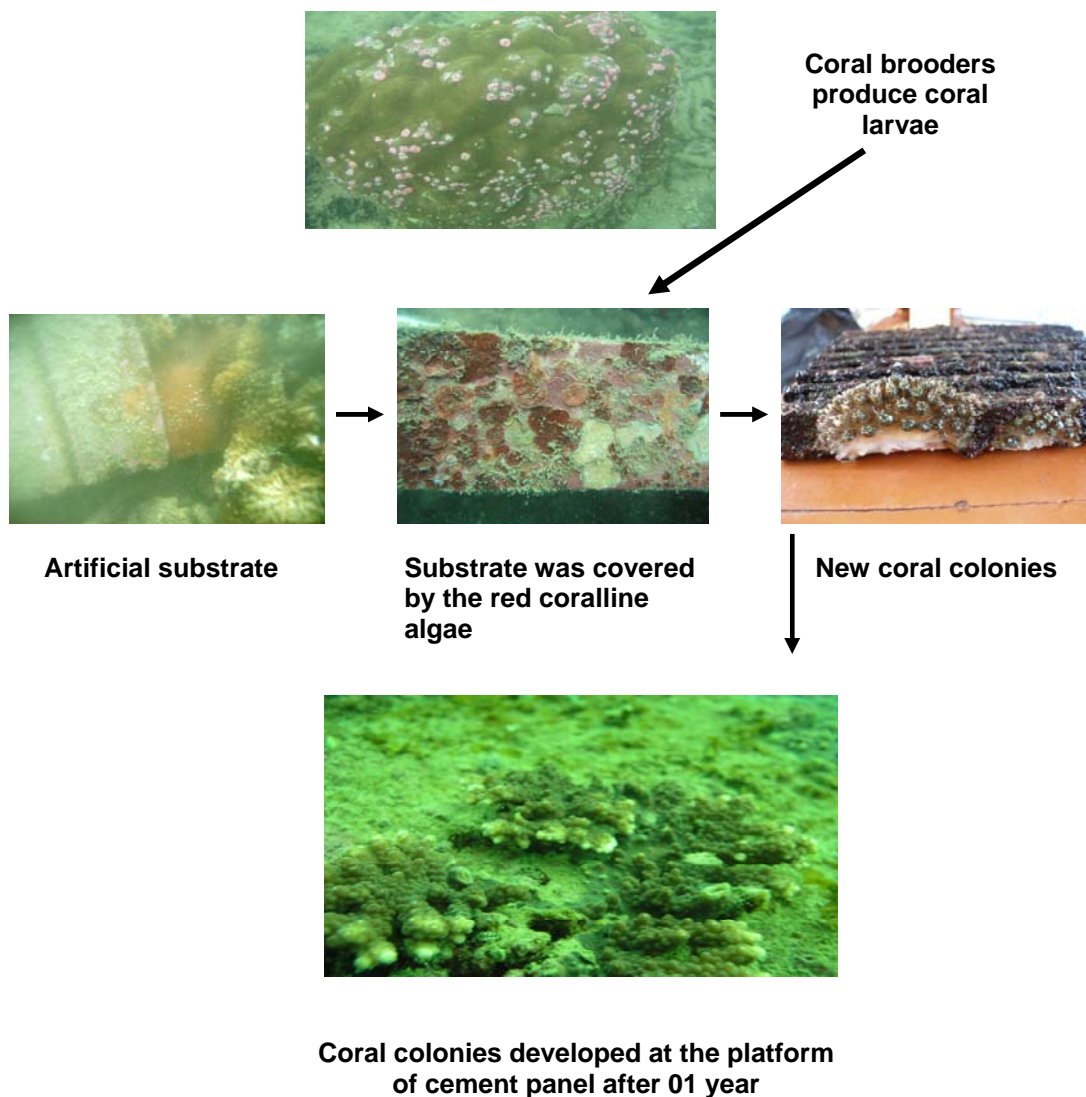 Coral brooders
produce coral
larvae
Artificial substrate
Substrate was covered
by the red coralline
algae
New coral colonies
Coral colonies developed at the platform
of cement panel after 01 year